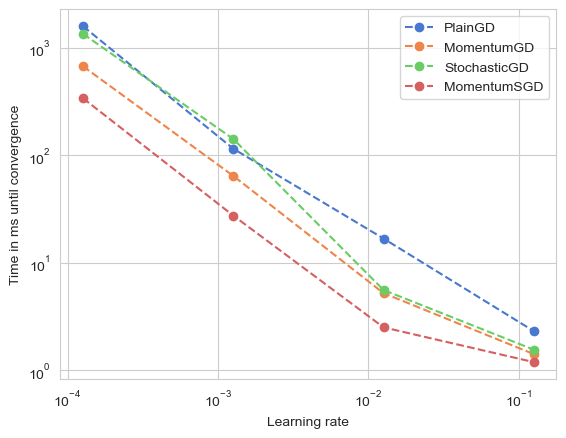 PlainGD
MomentumGD
StochasticGD
MomentumSGD
Time in ms until convergence
10³
10²
10¹
10⁰
10⁻⁴
10⁻³
10⁻²
10⁻¹
Learning rate